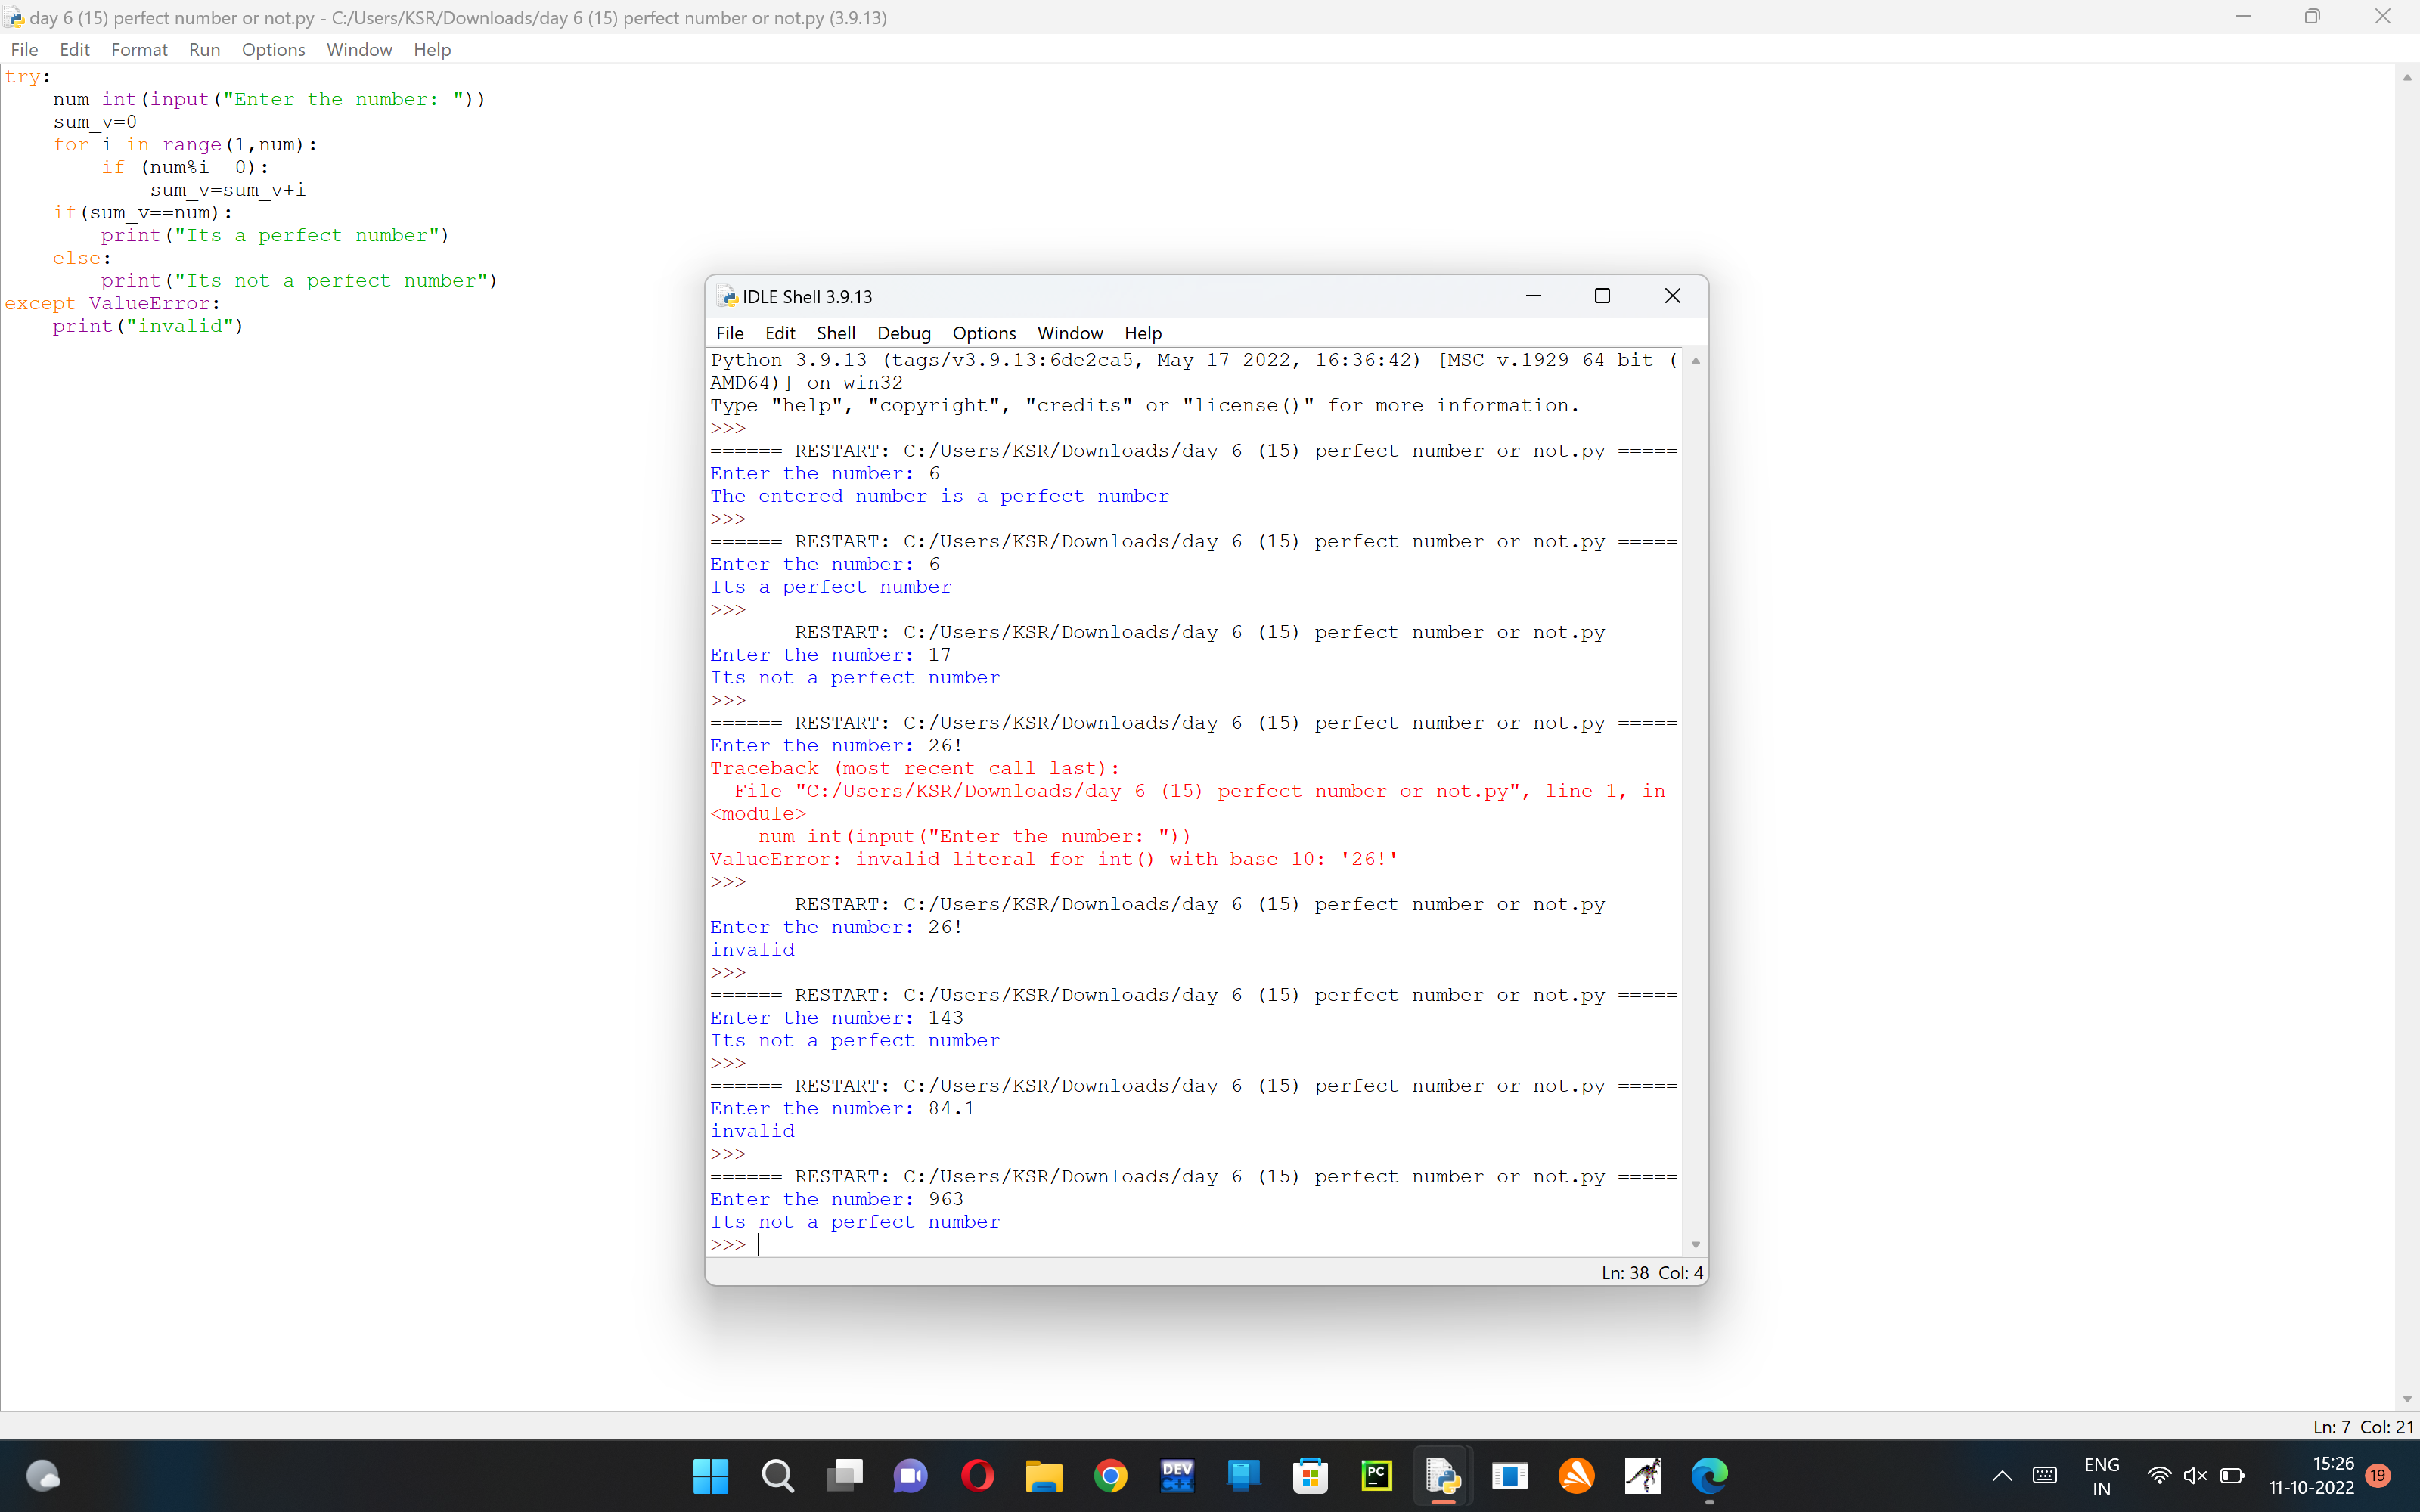 day 6 (15) perfect number or not.py - C:/Users/KSR/Downloads/day 6 (15) perfect number or not.py (3.9.13)
File Edit Format Run Options Window Help
try:
    num=int(input("Enter the number: "))
    sum_v=0
    for i in range(1,num):
        if (num%i==0):
            sum_v=sum_v+i
    if(sum_v==num):
        print("Its a perfect number")
    else:
        print("Its not a perfect number")
except ValueError:
    print("invalid")
IDLE Shell 3.9.13
File Edit Shell Debug Options Window Help
Python 3.9.13 (tags/v3.9.13:6de2ca5, May 17 2022, 16:36:42) [MSC v.1929 64 bit (
AMD64)] on win32
Type "help", "copyright", "credits" or "license()" for more information.
>>>
====== RESTART: C:/Users/KSR/Downloads/day 6 (15) perfect number or not.py =====
Enter the number: 6
The entered number is a perfect number
>>>
====== RESTART: C:/Users/KSR/Downloads/day 6 (15) perfect number or not.py =====
Enter the number: 6
Its a perfect number
>>>
====== RESTART: C:/Users/KSR/Downloads/day 6 (15) perfect number or not.py =====
Enter the number: 17
Its not a perfect number
>>>
====== RESTART: C:/Users/KSR/Downloads/day 6 (15) perfect number or not.py =====
Enter the number: 26!
Traceback (most recent call last):
  File "C:/Users/KSR/Downloads/day 6 (15) perfect number or not.py", line 1, in
<module>
    num=int(input("Enter the number: "))
ValueError: invalid literal for int() with base 10: '26!'
>>>
====== RESTART: C:/Users/KSR/Downloads/day 6 (15) perfect number or not.py =====
Enter the number: 26!
invalid
>>>
====== RESTART: C:/Users/KSR/Downloads/day 6 (15) perfect number or not.py =====
Enter the number: 143
Its not a perfect number
>>>
====== RESTART: C:/Users/KSR/Downloads/day 6 (15) perfect number or not.py =====
Enter the number: 84.1
invalid
>>>
====== RESTART: C:/Users/KSR/Downloads/day 6 (15) perfect number or not.py =====
Enter the number: 963
Its not a perfect number
>>>
Ln: 38 Col: 4
Ln: 7 Col: 21
DEV
C++
PC
ENG
IN
15:26
11-10-2022
19